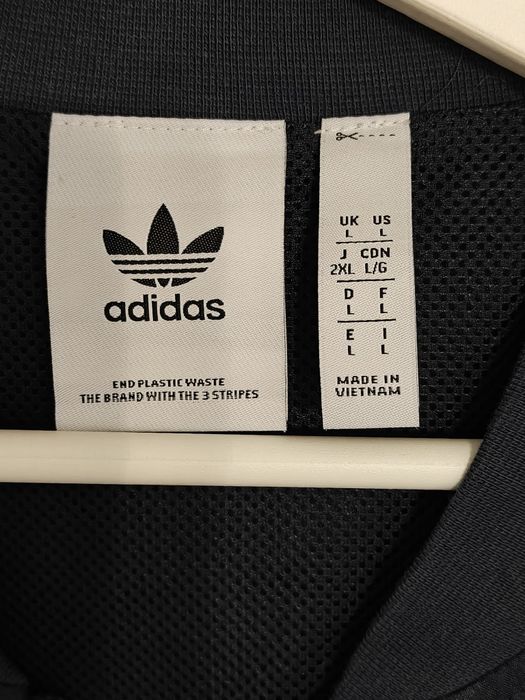 adidas
END PLASTIC WASTE
THE BRAND WITH THE 3 STRIPES
UK US
L L
J CDN
2XL L/G
D F
L L
E I
L L
MADE IN
VIETNAM